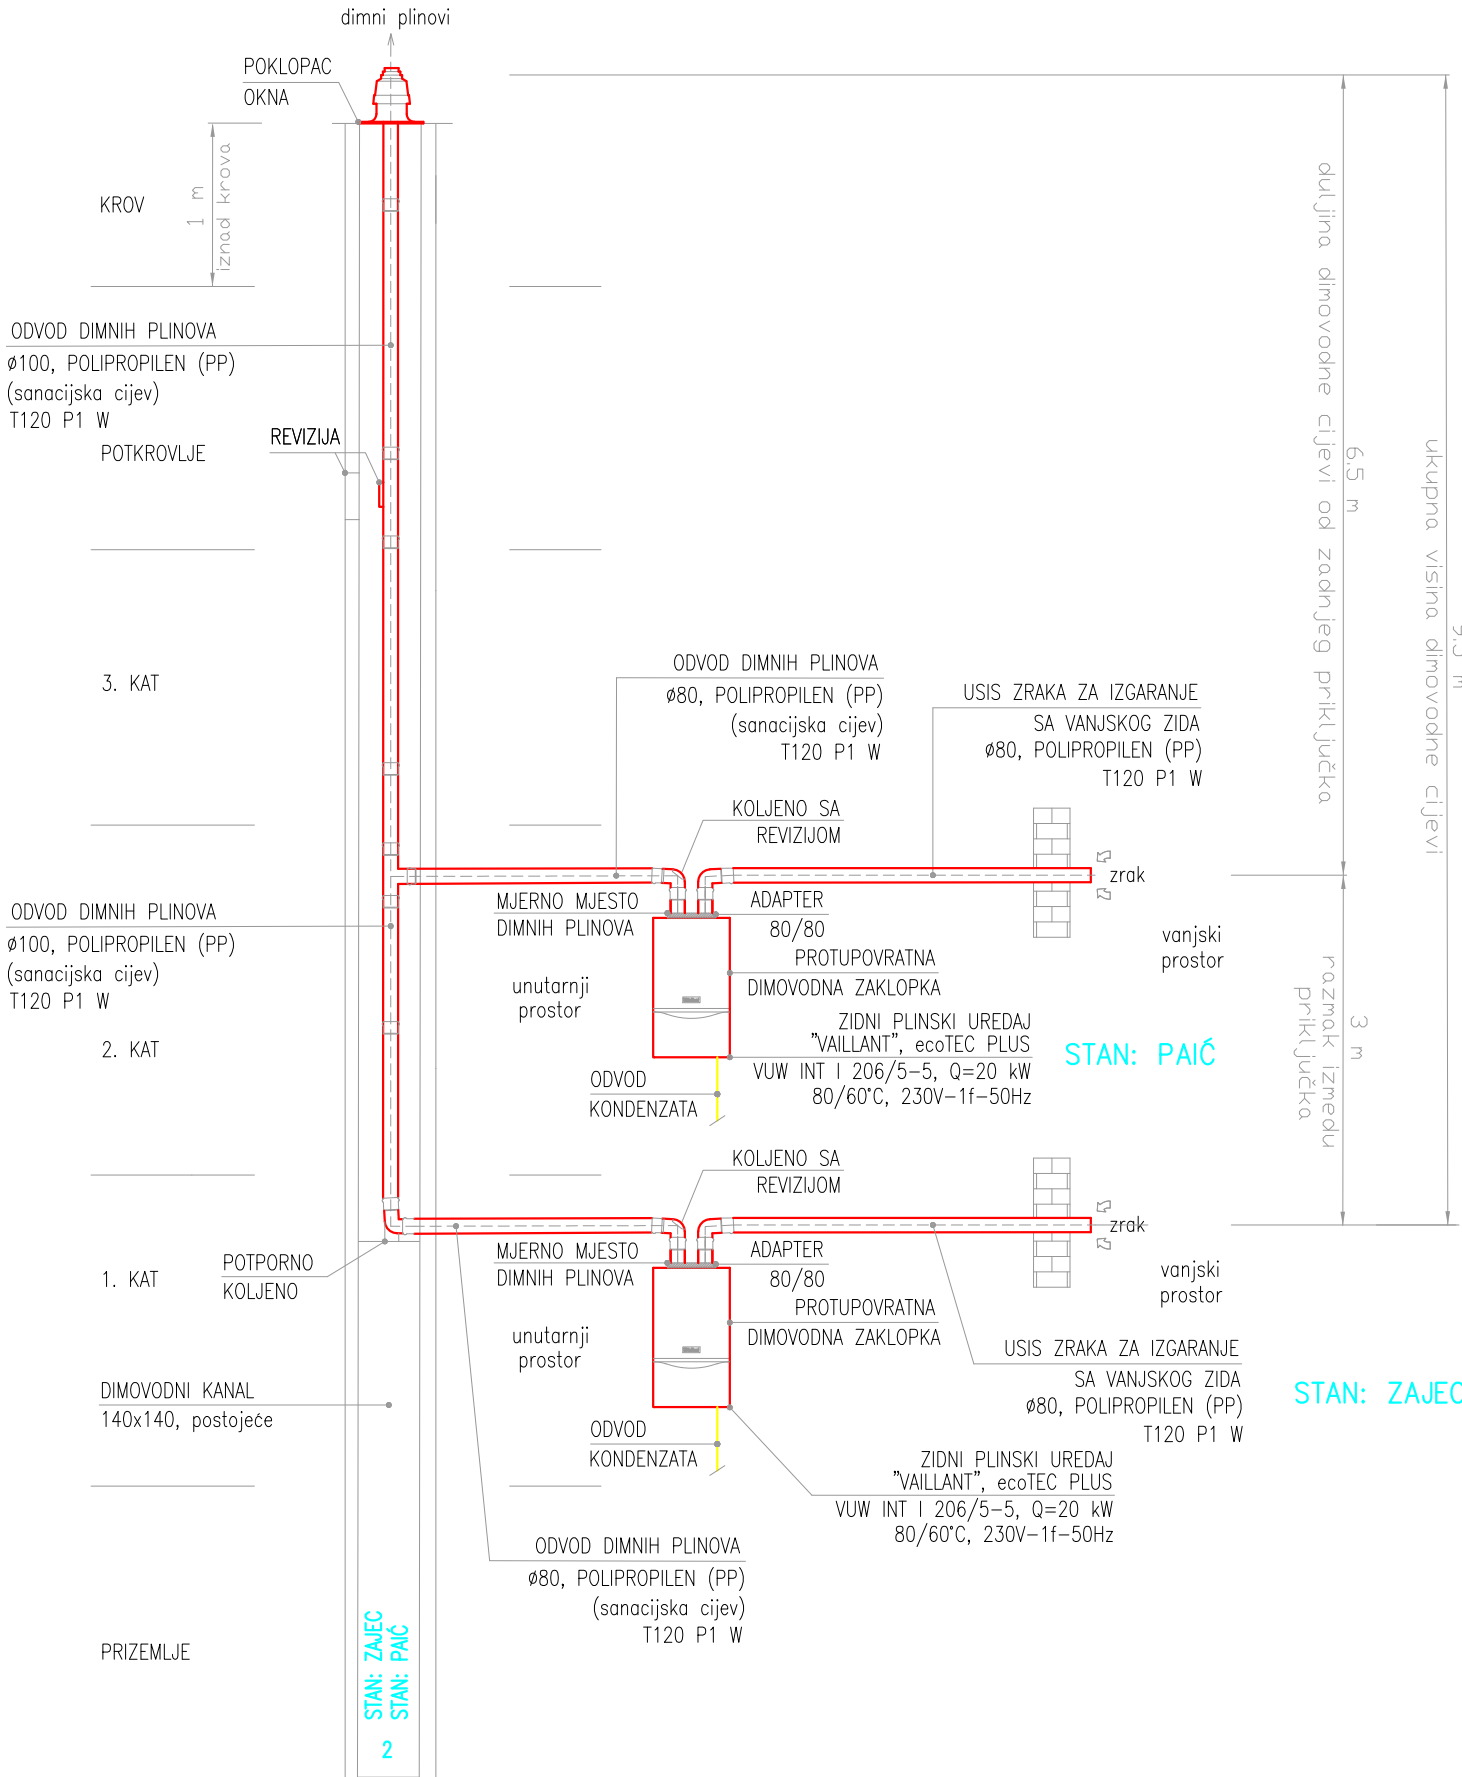 dimni plinovi
POKLOPAC
OKNA
KROV
1 m
iznad krova
ODVOD DIMNIH PLINOVA
ø100, POLIPROPILEN (PP)
(sanacijska cijev)
T120 P1 W
POTKROVLJE
REVIZIJA
3. KAT
ODVOD DIMNIH PLINOVA
ø80, POLIPROPILEN (PP)
(sanacijska cijev)
T120 P1 W
USIS ZRAKA ZA IZGARANJE
SA VANJSKOG ZIDA
ø80, POLIPROPILEN (PP)
T120 P1 W
6.5 m
duljina dimovodne cijevi od zadnjeg priključka
ukupna visina dimovodne cijevi
KOLJENO SA
REVIZIJOM
zrak
MJERNO MJESTO
DIMNIH PLINOVA
ADAPTER
80/80
ODVOD DIMNIH PLINOVA
ø100, POLIPROPILEN (PP)
(sanacijska cijev)
T120 P1 W
PROTUPOVRATNA
DIMOVODNA ZAKLOPKA
vanjski
prostor
unutarnji
prostor
2. KAT
ZIDNI PLINSKI UREDAJ
"VAILLANT", ecoTEC PLUS
VUW INT I 206/5-5, Q=20 kW
80/60°C, 230V-1f-50Hz
STAN: PAIĆ
3 m
razmak izmedu
priključka
ODVOD
KONDENZATA
KOLJENO SA
REVIZIJOM
zrak
MJERNO MJESTO
DIMNIH PLINOVA
ADAPTER
80/80
1. KAT
POTPORNO
KOLJENO
PROTUPOVRATNA
DIMOVODNA ZAKLOPKA
vanjski
prostor
unutarnji
prostor
USIS ZRAKA ZA IZGARANJE
SA VANJSKOG ZIDA
ø80, POLIPROPILEN (PP)
T120 P1 W
STAN: ZAJEC
DIMOVODNI KANAL
140x140, postojeće
ODVOD
KONDENZATA
ZIDNI PLINSKI UREDAJ
"VAILLANT", ecoTEC PLUS
VUW INT I 206/5-5, Q=20 kW
80/60°C, 230V-1f-50Hz
ODVOD DIMNIH PLINOVA
ø80, POLIPROPILEN (PP)
(sanacijska cijev)
T120 P1 W
PRIZEMLJE
STAN: ZAJEC
STAN: PAIĆ
2